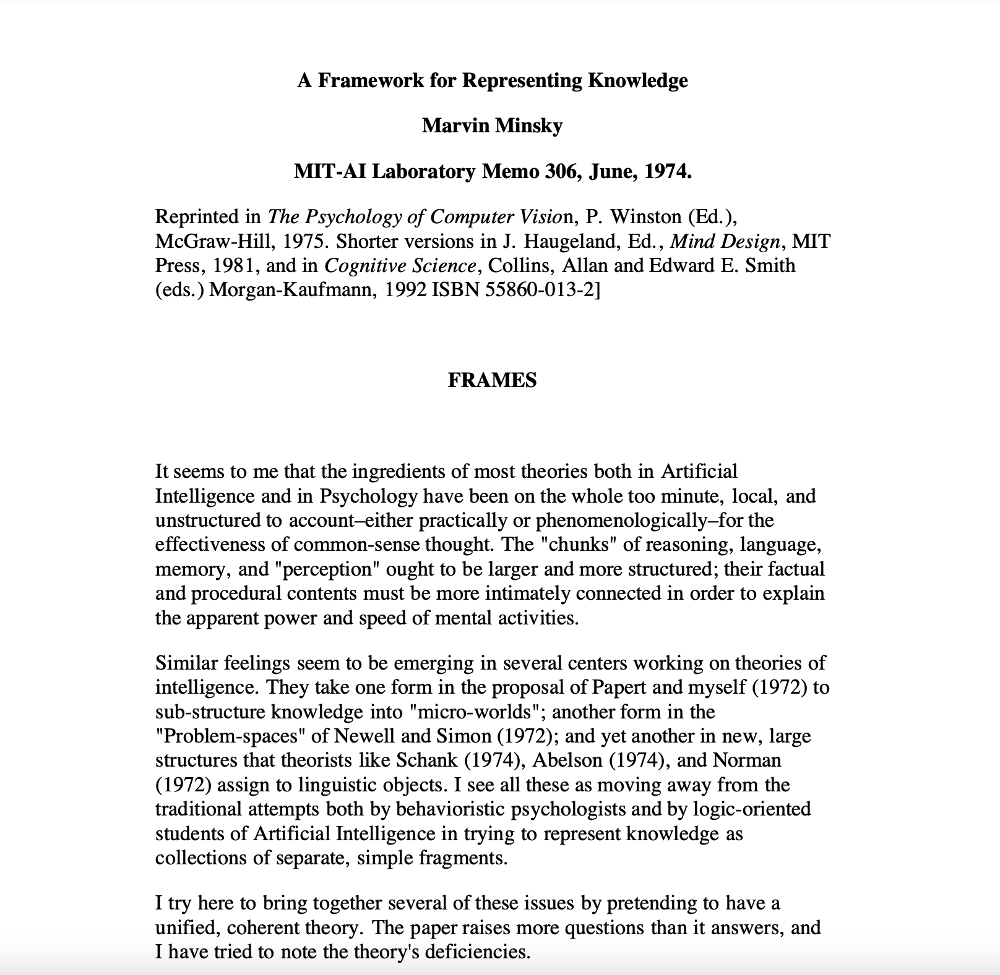 A Framework for Representing Knowledge
Marvin Minsky
MIT-AI Laboratory Memo 306, June, 1974.
Reprinted in The Psychology of Computer Vision, P. Winston (Ed.),
McGraw-Hill, 1975. Shorter versions in J. Haugeland, Ed., Mind Design, MIT
Press, 1981, and in Cognitive Science, Collins, Allan and Edward E. Smith
(eds.) Morgan-Kaufmann, 1992 ISBN 55860-013-2]
FRAMES
It seems to me that the ingredients of most theories both in Artificial
Intelligence and in Psychology have been on the whole too minute, local, and
unstructured to account–either practically or phenomenologically–for the
effectiveness of common-sense thought. The "chunks" of reasoning, language,
memory, and "perception" ought to be larger and more structured; their factual
and procedural contents must be more intimately connected in order to explain
the apparent power and speed of mental activities.
Similar feelings seem to be emerging in several centers working on theories of
intelligence. They take one form in the proposal of Papert and myself (1972) to
sub-structure knowledge into "micro-worlds"; another form in the
"Problem-spaces" of Newell and Simon (1972); and yet another in new, large
structures that theorists like Schank (1974), Abelson (1974), and Norman
(1972) assign to linguistic objects. I see all these as moving away from the
traditional attempts both by behavioristic psychologists and by logic-oriented
students of Artificial Intelligence in trying to represent knowledge as
collections of separate, simple fragments.
I try here to bring together several of these issues by pretending to have a
unified, coherent theory. The paper raises more questions than it answers, and
I have tried to note the theory's deficiencies.